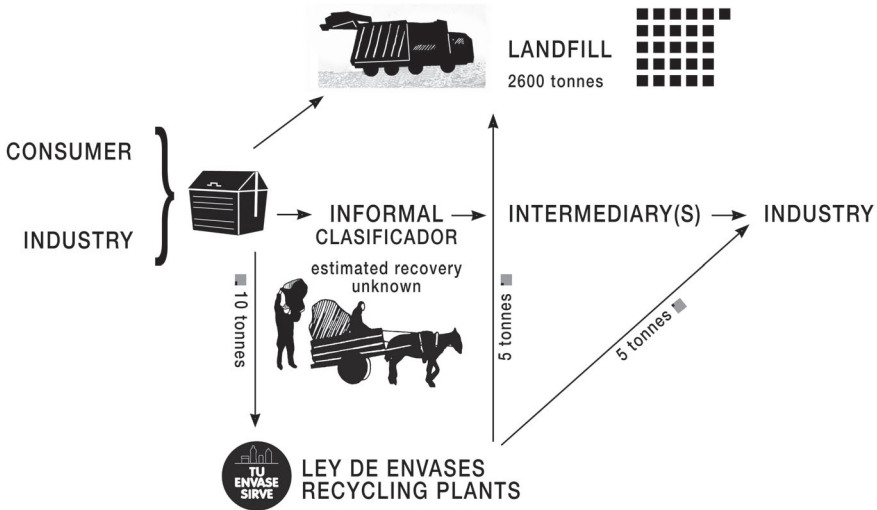 LANDFILL
2600 tonnes
CONSUMER
INDUSTRY
INFORMAL
CLASIFICADOR
estimated recovery
unknown
INTERMEDIARY(S)
INDUSTRY
10 tonnes
5 tonnes
5 tonnes
TU
ENVASE
SIRVE
LEY DE ENVASES
RECYCLING PLANTS